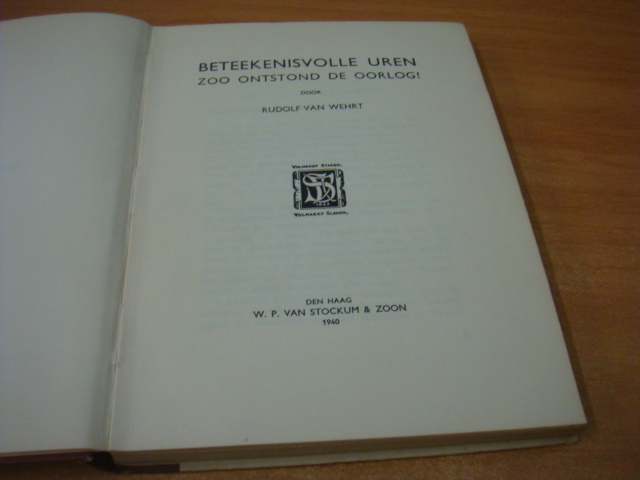 BETEEKENISVOLLE UREN
ZOO ONTSTOND DE OORLOG!
DOOR
RUDOLF VAN WEHRT
DEN HAAG
W. P. VAN STOCKUM & ZOON
1940